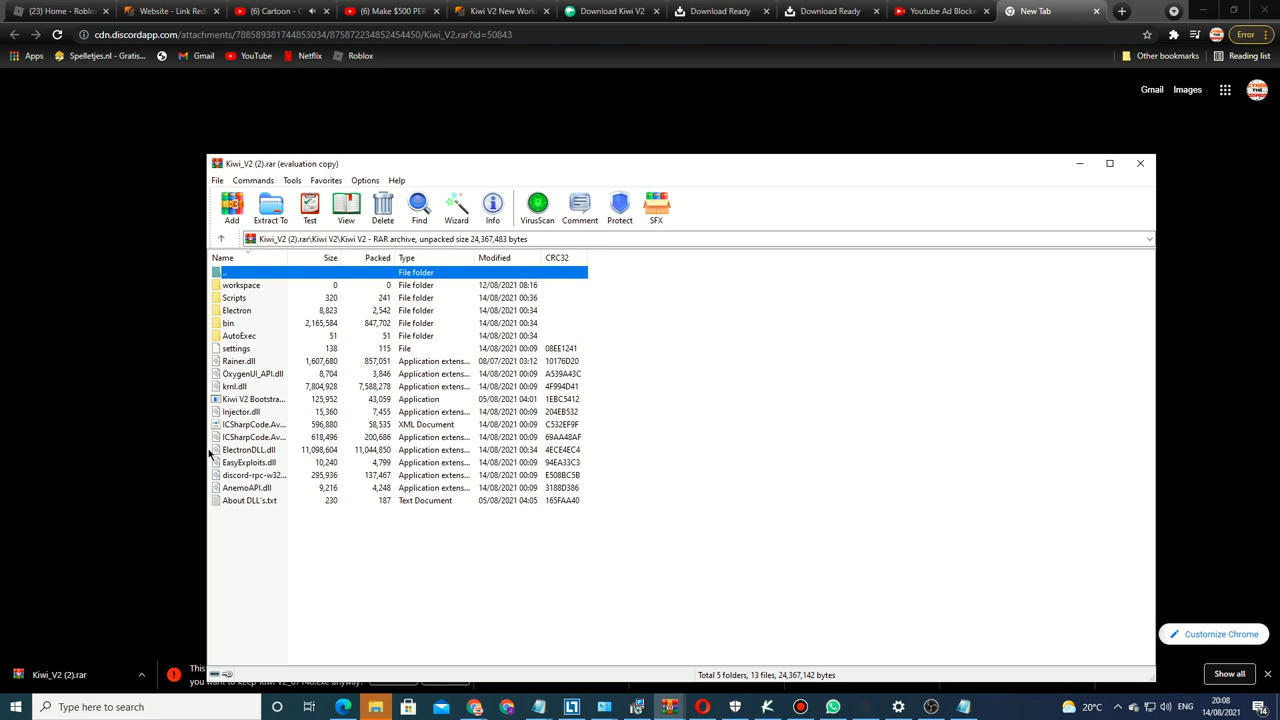 (23) Home - Roblox
Website - Link Red
(6) Cartoon -
(6) Make $500 PER
Kiwi V2 New Work
Download Kiwi V2
Download Ready
Download Ready
Youtube Ad Blocke
New Tab
cdn.discordapp.com/attachments/788589381744853034/875872234852454450/Kiwi_V2.rar?id=50843
Error
Apps
Spelletjes.nl - Gratis...
Gmail
YouTube
Netflix
Roblox
Other bookmarks
Reading list
Gmail Images
Kiwi_V2 (2).rar (evaluation copy)
File Commands Tools Favorites Options Help
Add Extract To Test View Delete Find Wizard Info VirusScan Comment Protect SFX
Kiwi_V2 (2).rar\Kiwi V2\Kiwi V2 - RAR archive, unpacked size 24,367,483 bytes
Name Size Packed Type Modified CRC32
.. File folder
workspace 0 0 File folder 12/08/2021 08:16
Scripts 320 241 File folder 14/08/2021 00:36
Electron 8,823 2,542 File folder 14/08/2021 00:34
bin 2,165,584 847,702 File folder 14/08/2021 00:34
AutoExec 51 51 File folder 14/08/2021 00:34
settings 138 115 File 14/08/2021 00:09 08EE1241
Rainer.dll 1,607,680 857,051 Application extens... 08/07/2021 03:12 10176D20
OxygenUI_API.dll 8,704 3,846 Application extens... 14/08/2021 00:09 A539A43C
krnl.dll 7,804,928 7,588,278 Application extens... 14/08/2021 00:09 4F994D41
Kiwi V2 Bootstra... 125,952 43,059 Application 05/08/2021 04:01 1EBC5412
Injector.dll 15,360 7,455 Application extens... 14/08/2021 00:09 204EB532
ICSharpCode.Av... 596,880 58,535 XML Document 14/08/2021 00:09 C532EF9F
ICSharpCode.Av... 618,496 200,686 Application extens... 14/08/2021 00:09 69AA48AF
ElectronDLL.dll 11,098,604 11,044,850 Application extens... 14/08/2021 00:34 4ECE4EC4
EasyExploits.dll 10,240 4,799 Application extens... 14/08/2021 00:09 94EA33C3
discord-rpc-w32... 295,936 137,467 Application extens... 14/08/2021 00:09 E508BC5B
AnemoAPI.dll 9,216 4,248 Application extens... 14/08/2021 00:09 3188D386
About DLL's.txt 230 187 Text Document 05/08/2021 04:05 165FAA40
Customize Chrome
Total 5 folders, 13 files, 24,367,142 bytes
Kiwi_V2 (2).rar
This
Show all
Type here to search
20°C
ENG
20:08
14/08/2021